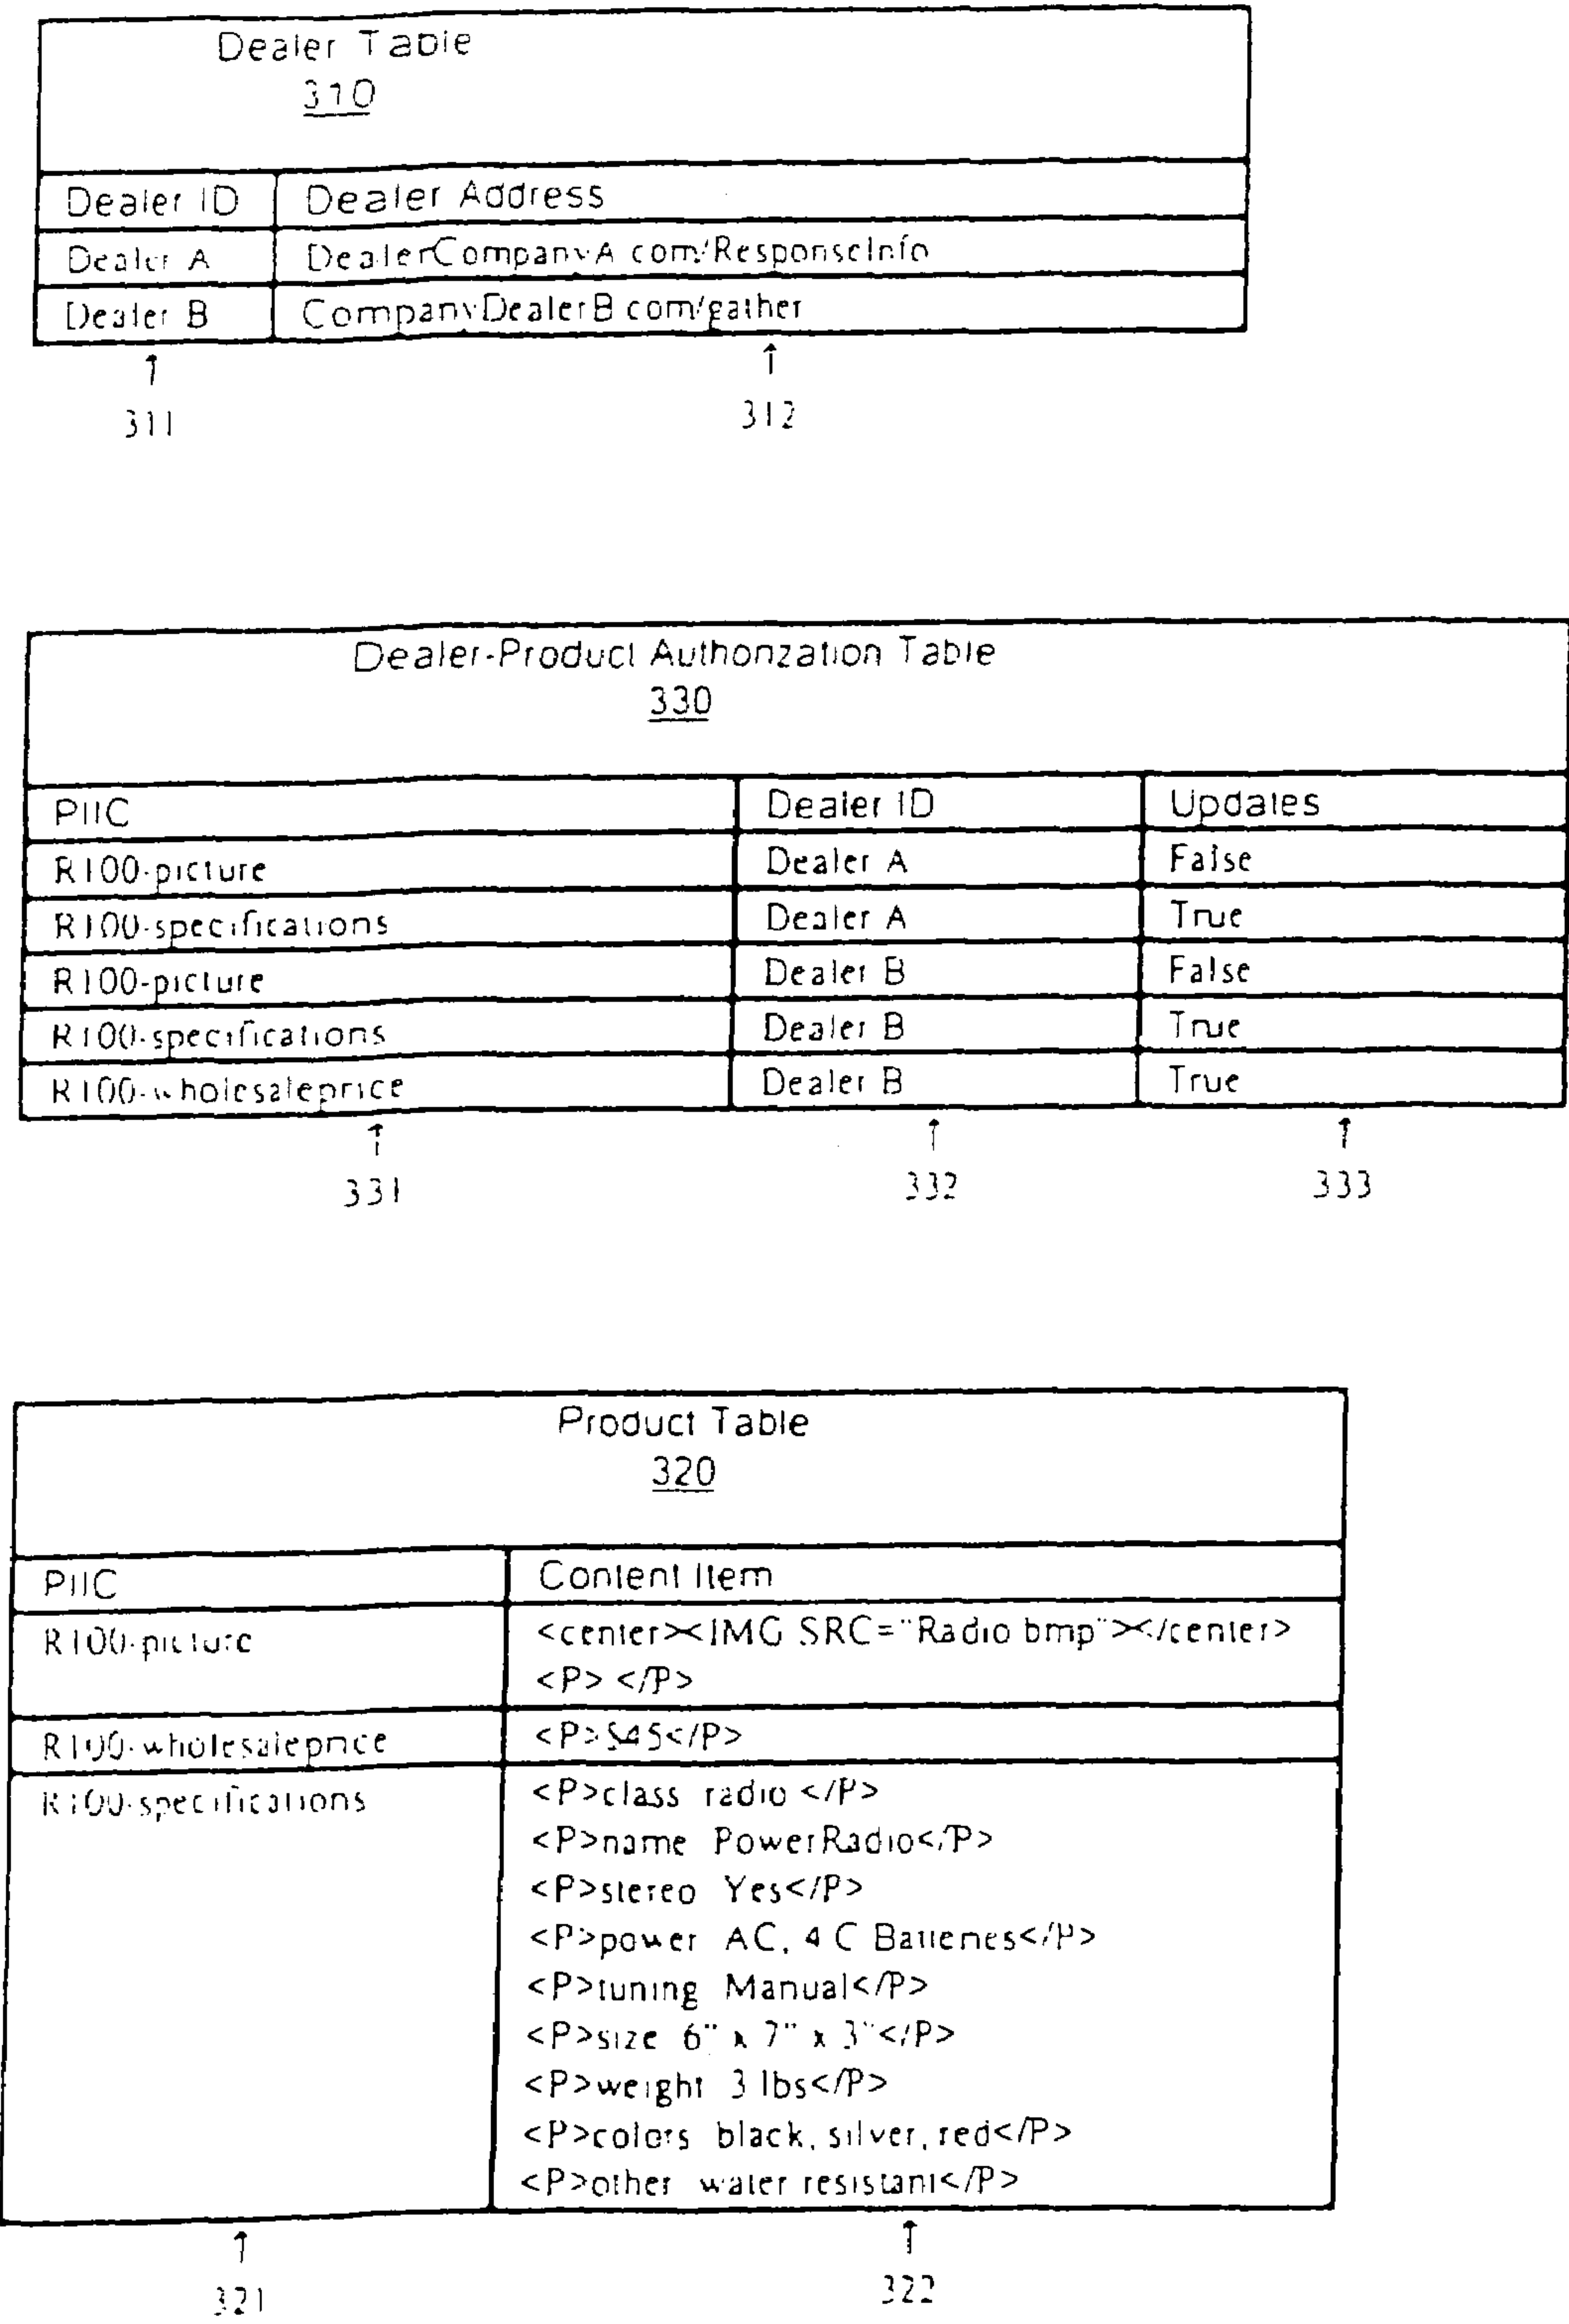 Dealer Table
310
Dealer ID Dealer Address
Dealer A DealerCompanyA com/ResponseInfo
Dealer B CompanyDealerB com/gather
311 312
Dealer-Product Authorization Table
330
PIIC Dealer ID Updates
R100-picture Dealer A False
R100-specifications Dealer A True
R100-picture Dealer B False
R100-specifications Dealer B True
R100-wholesaleprice Dealer B True
331 332 333
Product Table
320
PIIC Content Item
R100-picture <center><IMG SRC="Radio bmp"></center>
<P> </P>
R100-wholesaleprice <P>$45</P>
R100-specifications <P>class radio </P>
<P>name PowerRadio</P>
<P>stereo Yes</P>
<P>power AC, 4 C Batteries</P>
<P>tuning Manual</P>
<P>size 6" x 7" x 3"</P>
<P>weight 3 lbs</P>
<P>colors black, silver, red</P>
<P>other water resistant</P>
321 322